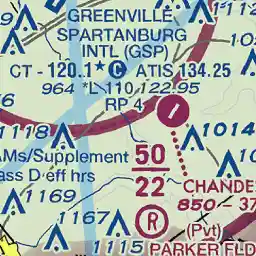 GREENVILLE
SPARTANBURG
INTL (GSP)
CT - 120.1 * C ATIS 134.25
964 *L 110 122.95
RP 4
1118
1014
AMs/Supplement
50
22
ass D eff hrs
CHANDE
1169
850 - 37
1167
R
(Pvt)
1115
PARKER FLD